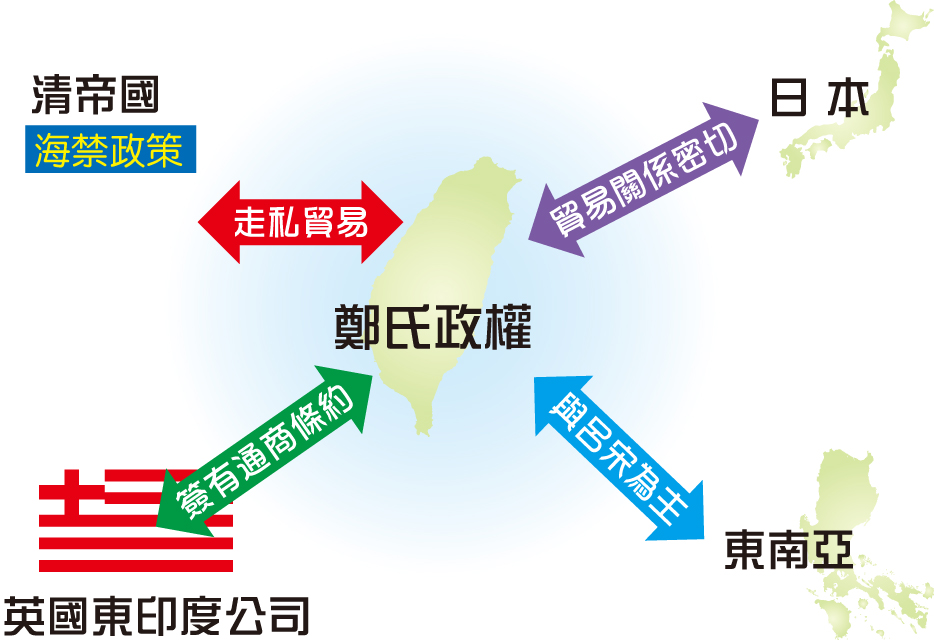 清帝國
海禁政策
日本
走私貿易
貿易關係密切
鄭氏政權
簽有通商條約
與呂宋為主
東南亞
英國東印度公司